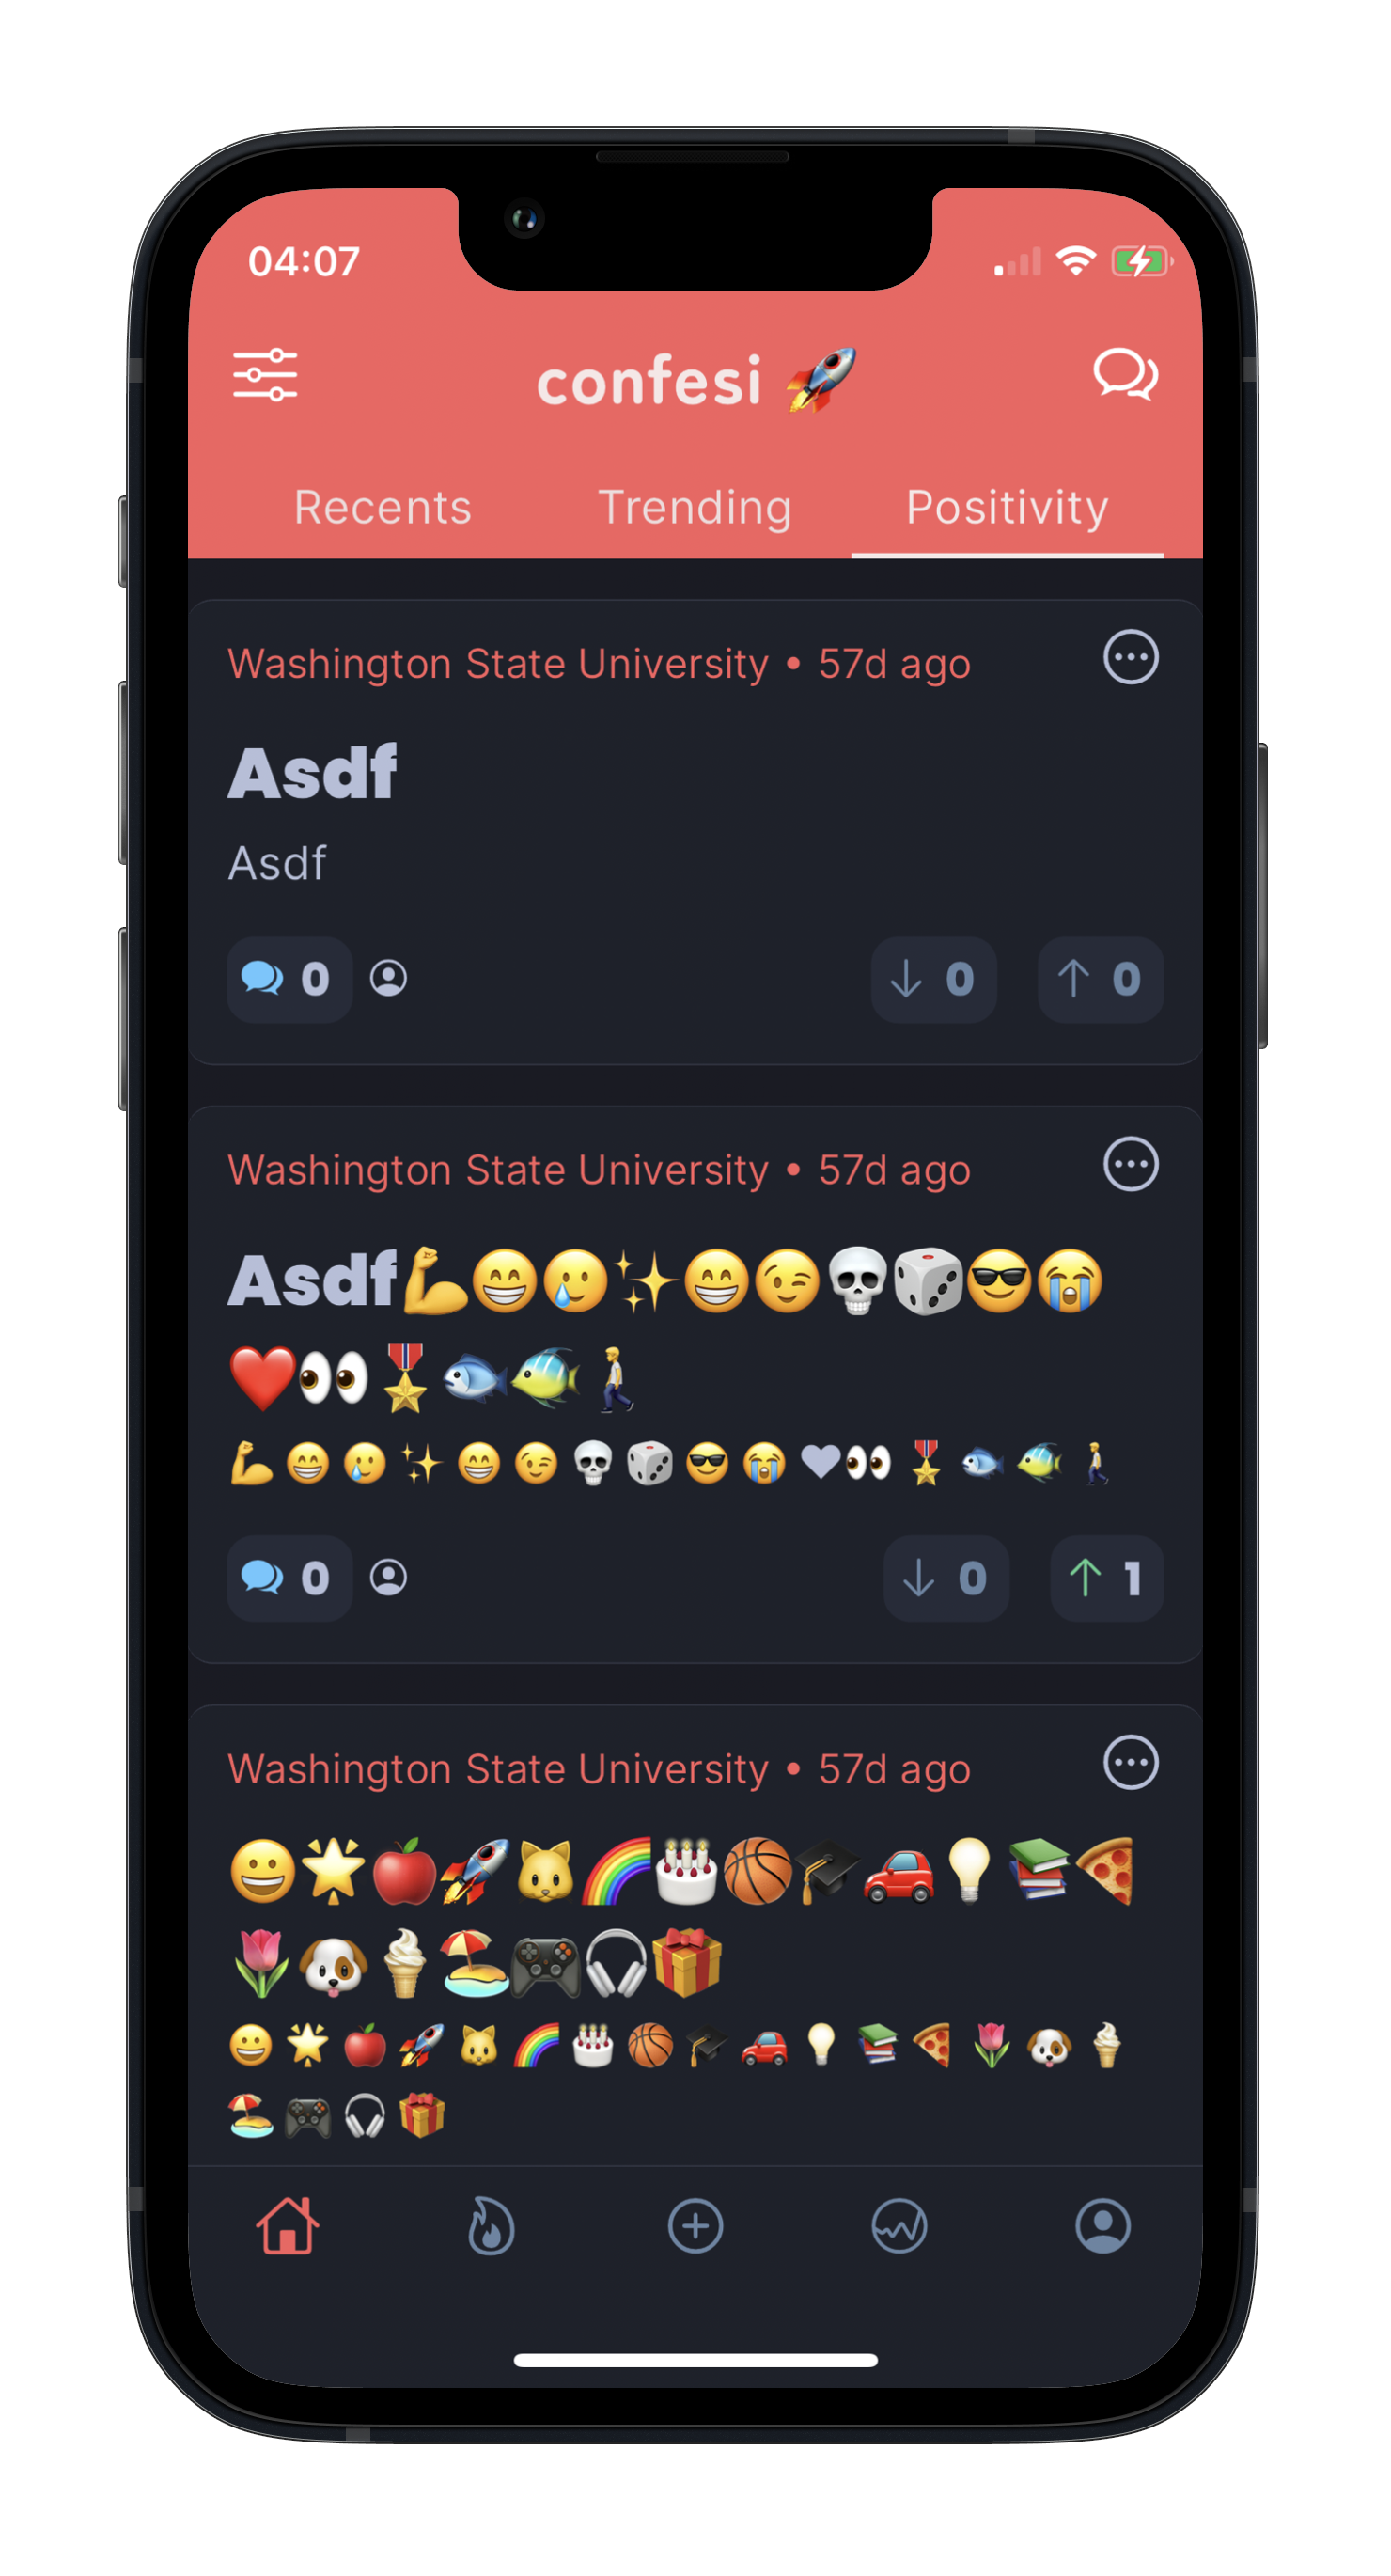 04:07
confesi 🚀
Recents Trending Positivity
Washington State University • 57d ago
Asdf
Asdf
0 0 0
Washington State University • 57d ago
Asdf💪😁🥲✨😁😉💀🎲😎😭
❤️👀🎖️🐟🐠🚶
💪😁🥲✨😁😉💀🎲😎😭❤👀🎖️🐟🐠🚶
0 0 1
Washington State University • 57d ago
😀🌟🍎🚀🐱🌈🎂🏀🎓🚗💡📚🍕
🌷🐶🍦🏖️🎮🎧🎁
😀🌟🍎🚀🐱🌈🎂🏀🎓🚗💡📚🍕🌷🐶🍦
🏖️🎮🎧🎁